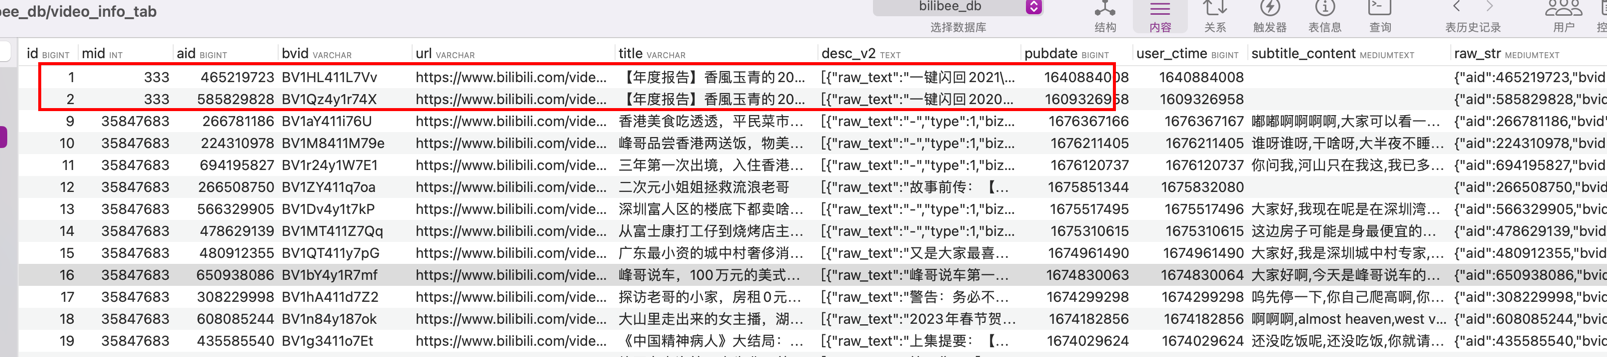 ee_db/video_info_tab
bilibee_db
选择数据库 结构 内容 关系 触发器 表信息 查询 表历史记录 用户
id BIGINT mid INT aid BIGINT bvid VARCHAR url VARCHAR title VARCHAR desc_v2 TEXT pubdate BIGINT user_ctime BIGINT subtitle_content MEDIUMTEXT raw_str MEDIUMTEXT
1 333 465219723 BV1HL411L7Vv https://www.bilibili.com/vide... 【年度报告】香風玉青的 20... [{"raw_text":"一键闪回 2021\... 1640884008 1640884008 {"aid":465219723,"bvid
2 333 585829828 BV1Qz4y1r74X https://www.bilibili.com/vide... 【年度报告】香風玉青的 20... [{"raw_text":"一键闪回 2020... 1609326958 1609326958 {"aid":585829828,"bvid
9 35847683 266781186 BV1aY411i76U https://www.bilibili.com/vide... 香港美食吃透透，平民菜市... [{"raw_text":"-","type":1,"biz... 1676367166 1676367167 嘟嘟啊啊啊啊,大家可以看一... {"aid":266781186,"bvid"
10 35847683 224310978 BV1M8411M79e https://www.bilibili.com/vide... 峰哥品尝香港两送饭，物美... [{"raw_text":"-","type":1,"biz... 1676211405 1676211405 谁呀谁呀,干啥呀,大半夜不睡... {"aid":224310978,"bvid
11 35847683 694195827 BV1r24y1W7E1 https://www.bilibili.com/vide... 三年第一次出境，入住香港... [{"raw_text":"-","type":1,"biz... 1676120737 1676120737 你问我,河山只在我这,我已多... {"aid":694195827,"bvid
12 35847683 266508750 BV1ZY411q7oa https://www.bilibili.com/vide... 二次元小姐姐拯救流浪老哥 [{"raw_text":"故事前传：【... 1675851344 1675832080 {"aid":266508750,"bvid
13 35847683 566329905 BV1Dv4y1t7kP https://www.bilibili.com/vide... 深圳富人区的楼底下都卖啥... [{"raw_text":"-","type":1,"biz... 1675517495 1675517496 大家好,我现在呢是在深圳湾... {"aid":566329905,"bvid
14 35847683 478629139 BV1MT411Z7Qq https://www.bilibili.com/vide... 从富士康打工仔到烧烤店主... [{"raw_text":"-","type":1,"biz... 1675310615 1675310615 这边房子可能是身最便宜的... {"aid":478629139,"bvid
15 35847683 480912355 BV1QT411y7pG https://www.bilibili.com/vide... 广东最小资的城中村奢侈消... [{"raw_text":"又是大家最喜... 1674961490 1674961490 大家好,我是深圳城中村专家,... {"aid":480912355,"bvid
16 35847683 650938086 BV1bY4y1R7mf https://www.bilibili.com/vide... 峰哥说车，100 万元的美式... [{"raw_text":"峰哥说车第一... 1674830063 1674830064 大家好啊,今天是峰哥说车的... {"aid":650938086,"bvid
17 35847683 308229998 BV1hA411d7Z2 https://www.bilibili.com/vide... 探访老哥的小家，房租 0 元... [{"raw_text":"警告：务必不... 1674299298 1674299298 呜先停一下,你自己爬高啊,你... {"aid":308229998,"bvid
18 35847683 608085244 BV1n84y187ok https://www.bilibili.com/vide... 大山里走出来的女主播，湖... [{"raw_text":"2023年春节贺... 1674182856 1674182856 啊啊啊,almost heaven,west v... {"aid":608085244,"bvid
19 35847683 435585540 BV1g3411o7Et https://www.bilibili.com/vide... 《中国精神病人》大结局：... [{"raw_text":"上集提要：【... 1674029624 1674029624 还没吃饭呢,还没吃饭,你就请... {"aid":435585540,"bvid